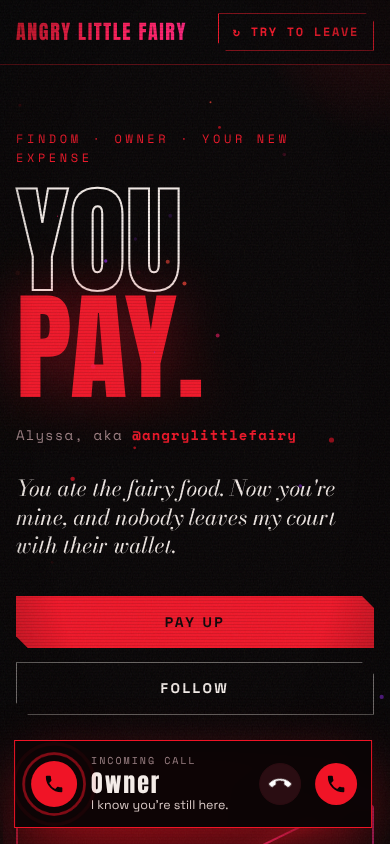 ANGRY LITTLE FAIRY
↻ TRY TO LEAVE
FINDOM · OWNER · YOUR NEW
EXPENSE
YOU
PAY.
Alyssa, aka @angrylittlefairy
You ate the fairy food. Now you're
mine, and nobody leaves my court
with their wallet.
PAY UP
FOLLOW
INCOMING CALL
Owner
I know you're still here.